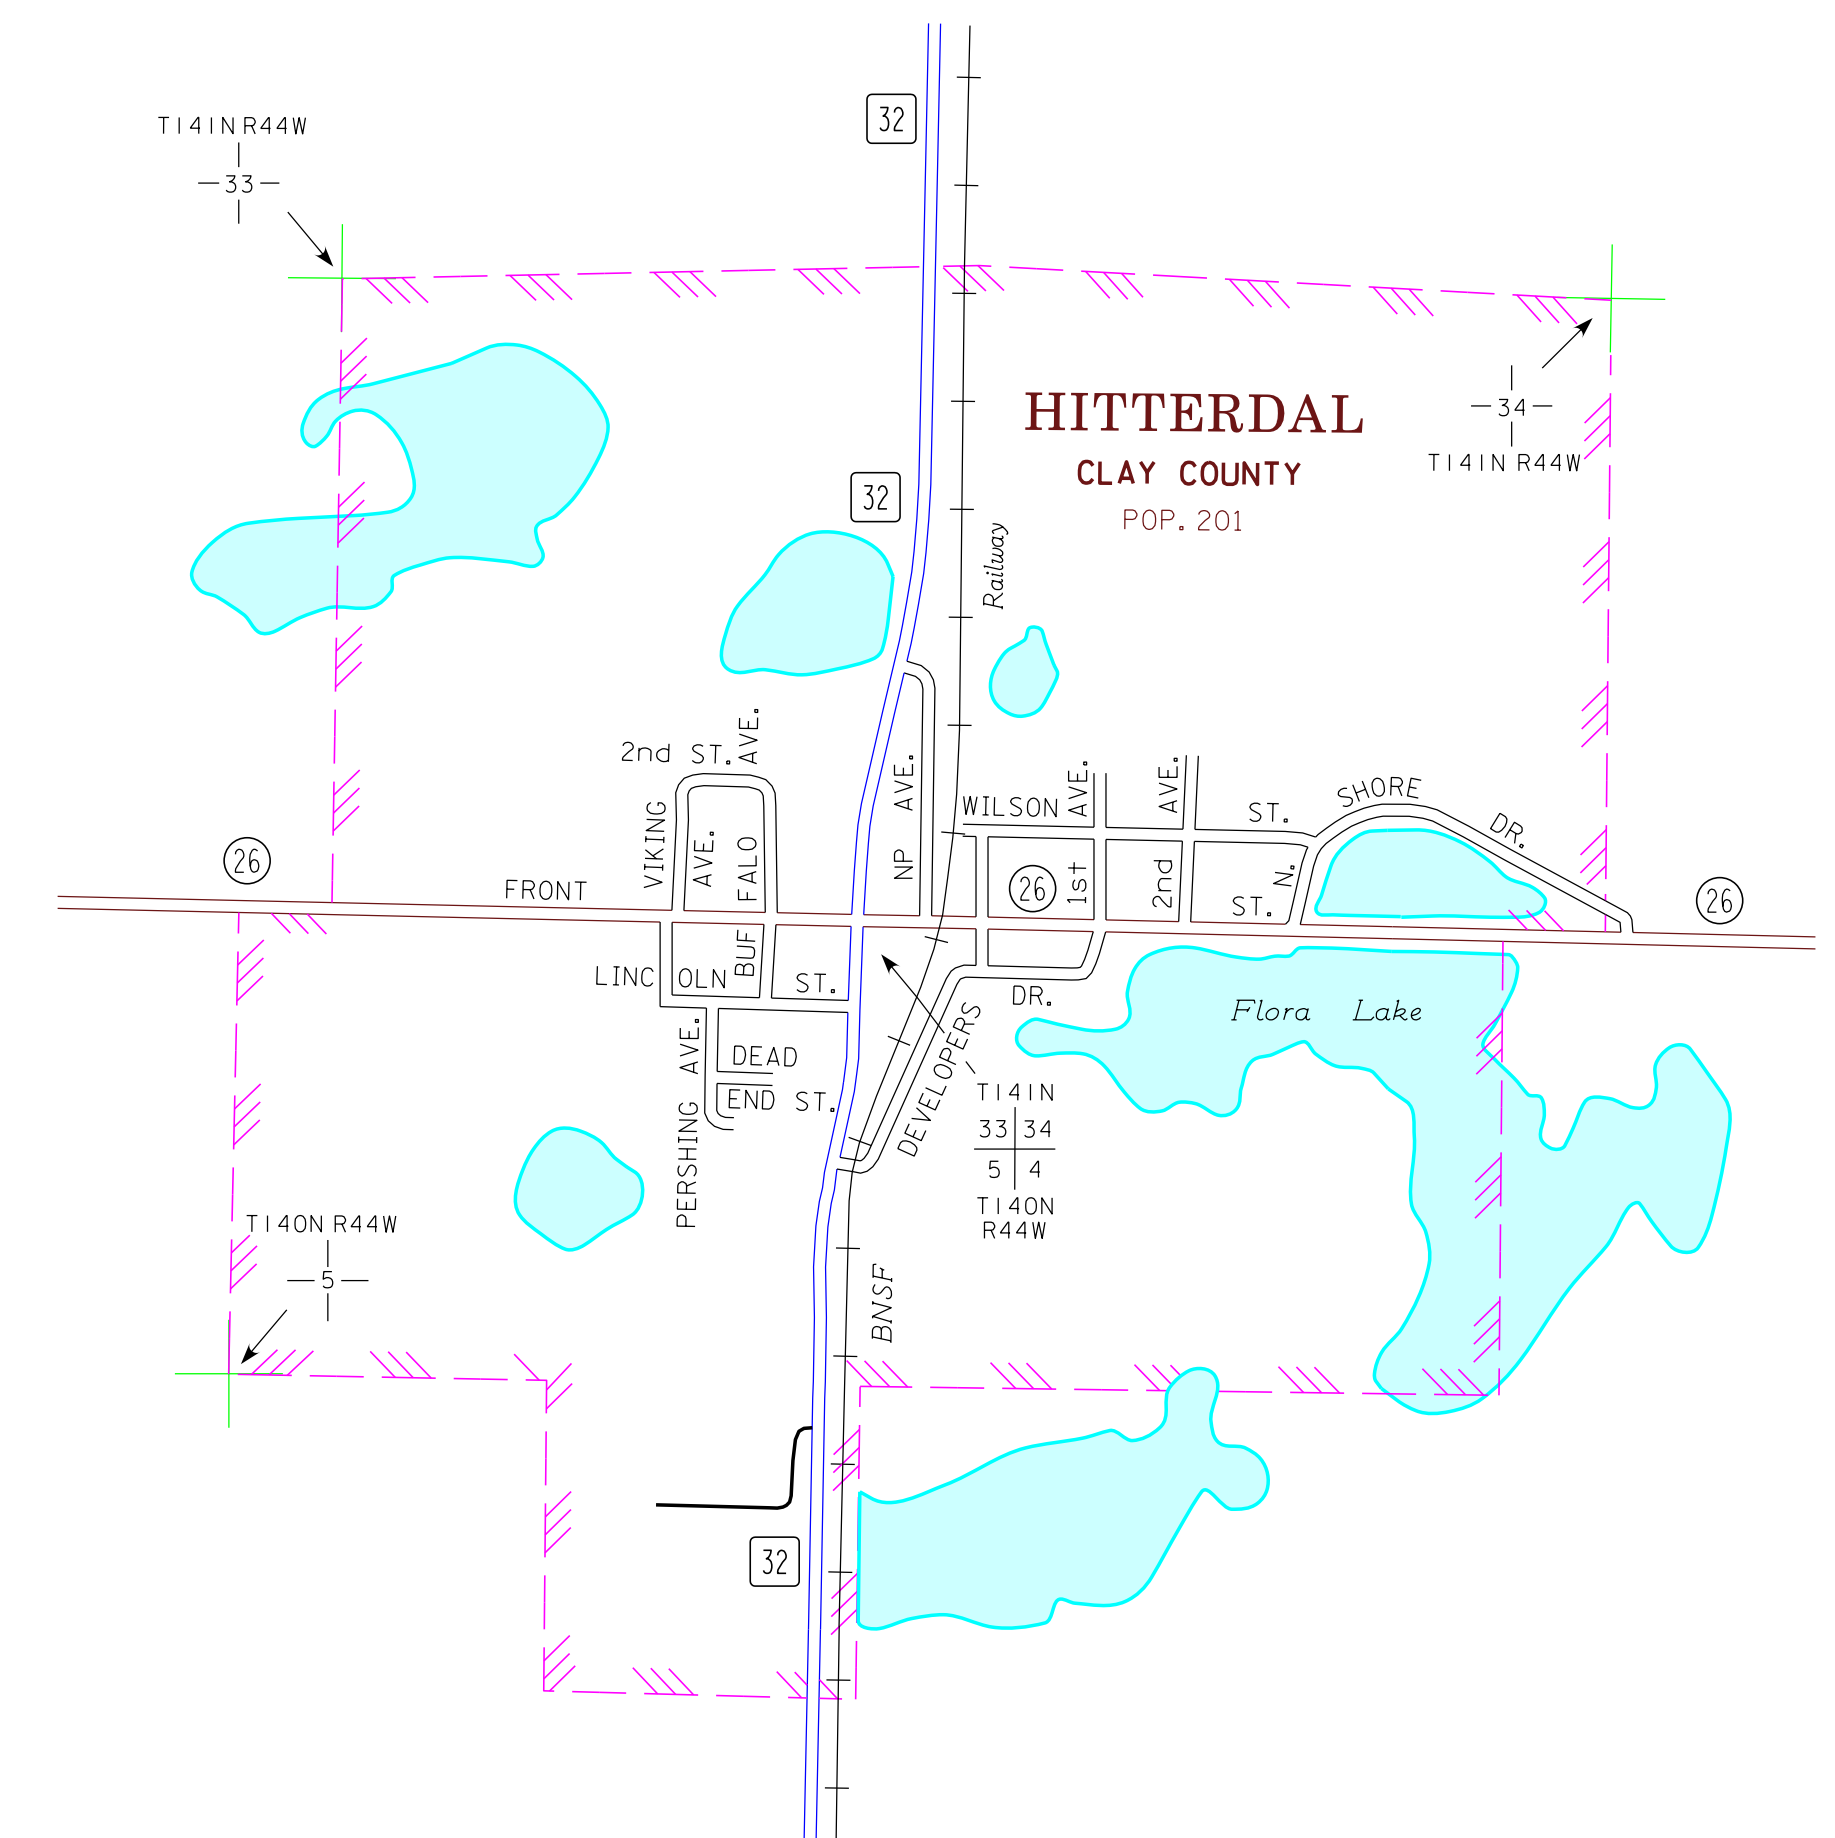 32
T141N R44W
33
HITTERDAL
CLAY COUNTY
POP. 201
34
T141N R44W
32
Railway
2nd ST.
AVE.
VIKING
AVE.
BUF FALO
NP AVE.
WILSON ST.
1st AVE.
2nd AVE.
N. SHORE DR.
26
FRONT ST.
26
26
LINC OLN ST.
Flora Lake
DEVELOPERS DR.
PERSHING AVE.
DEAD
END ST.
T141N
33 34
5 4
T140N
R44W
T140N R44W
5
BNSF
32